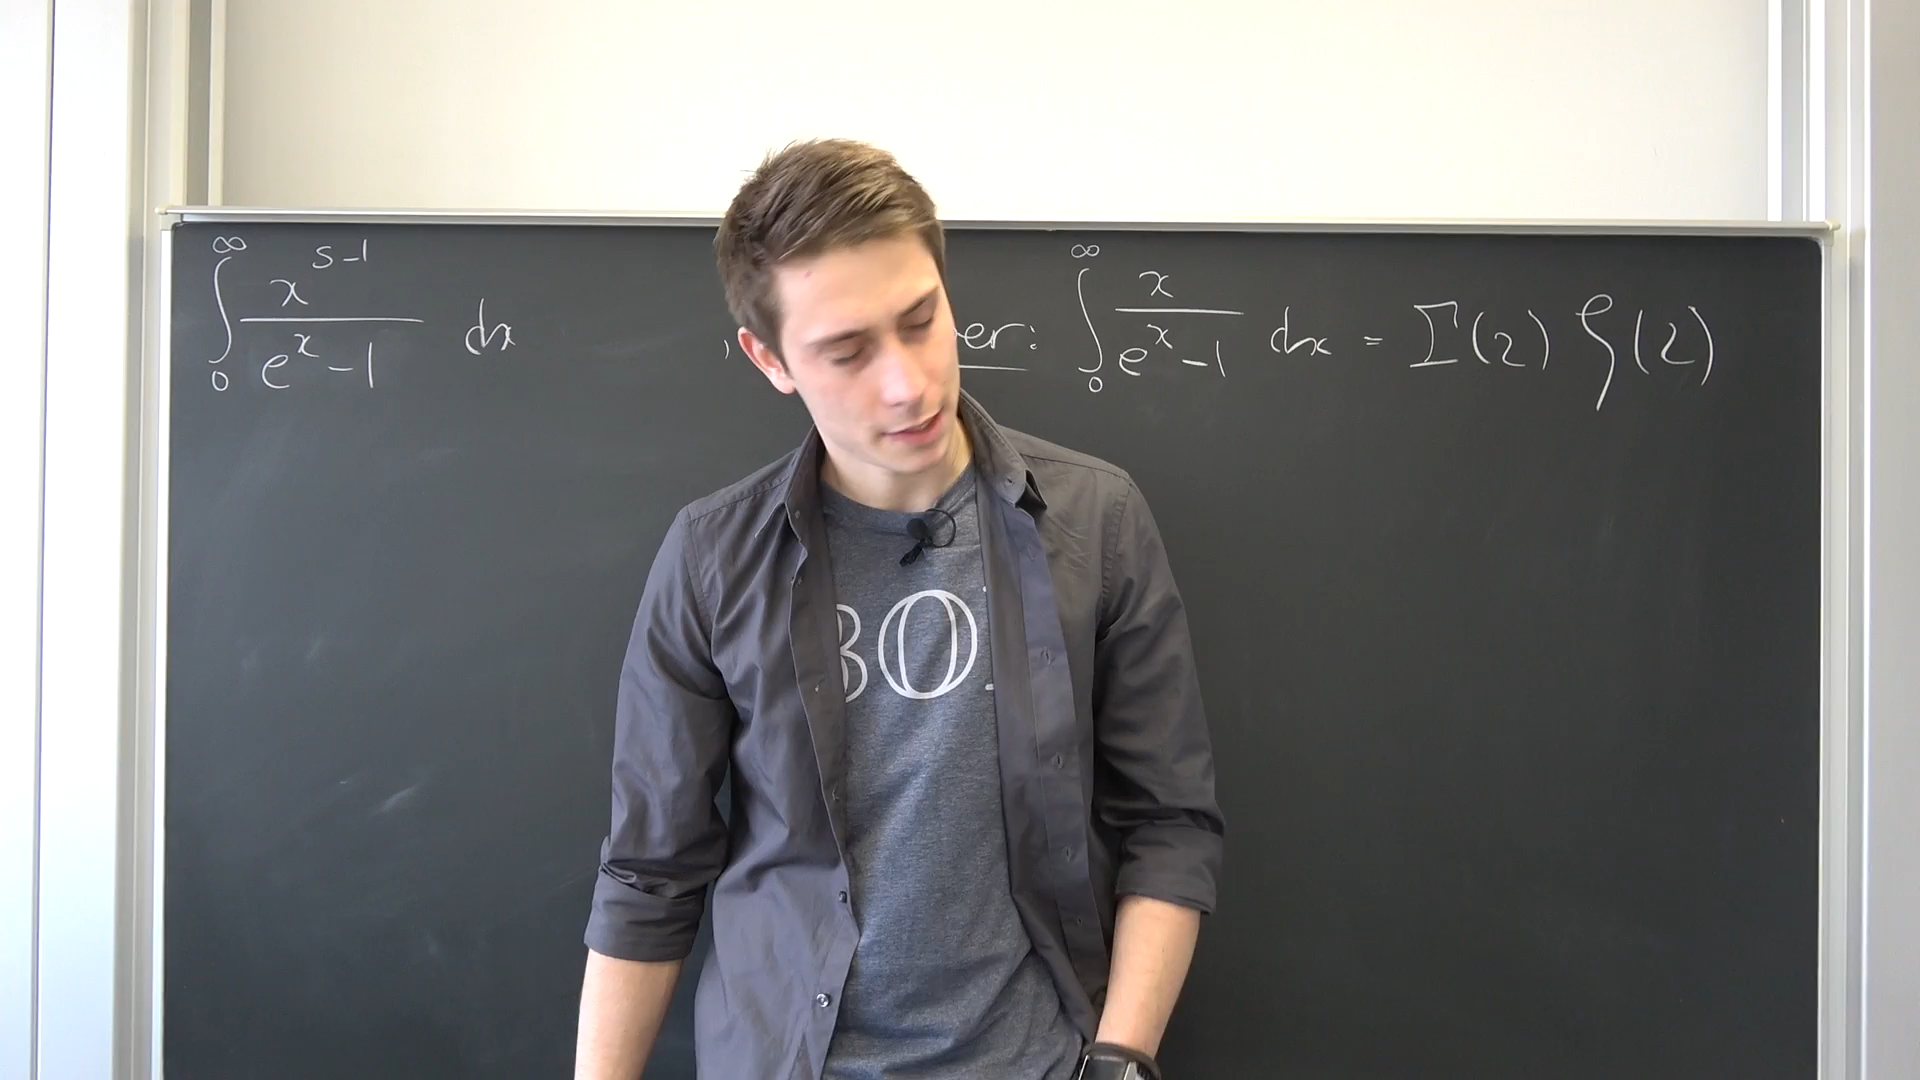 ∫₀^∞ x^(s-1)/(e^x-1) dx , er: ∫₀^∞ x/(e^x-1) dx = Γ(2) ζ(2)
BO